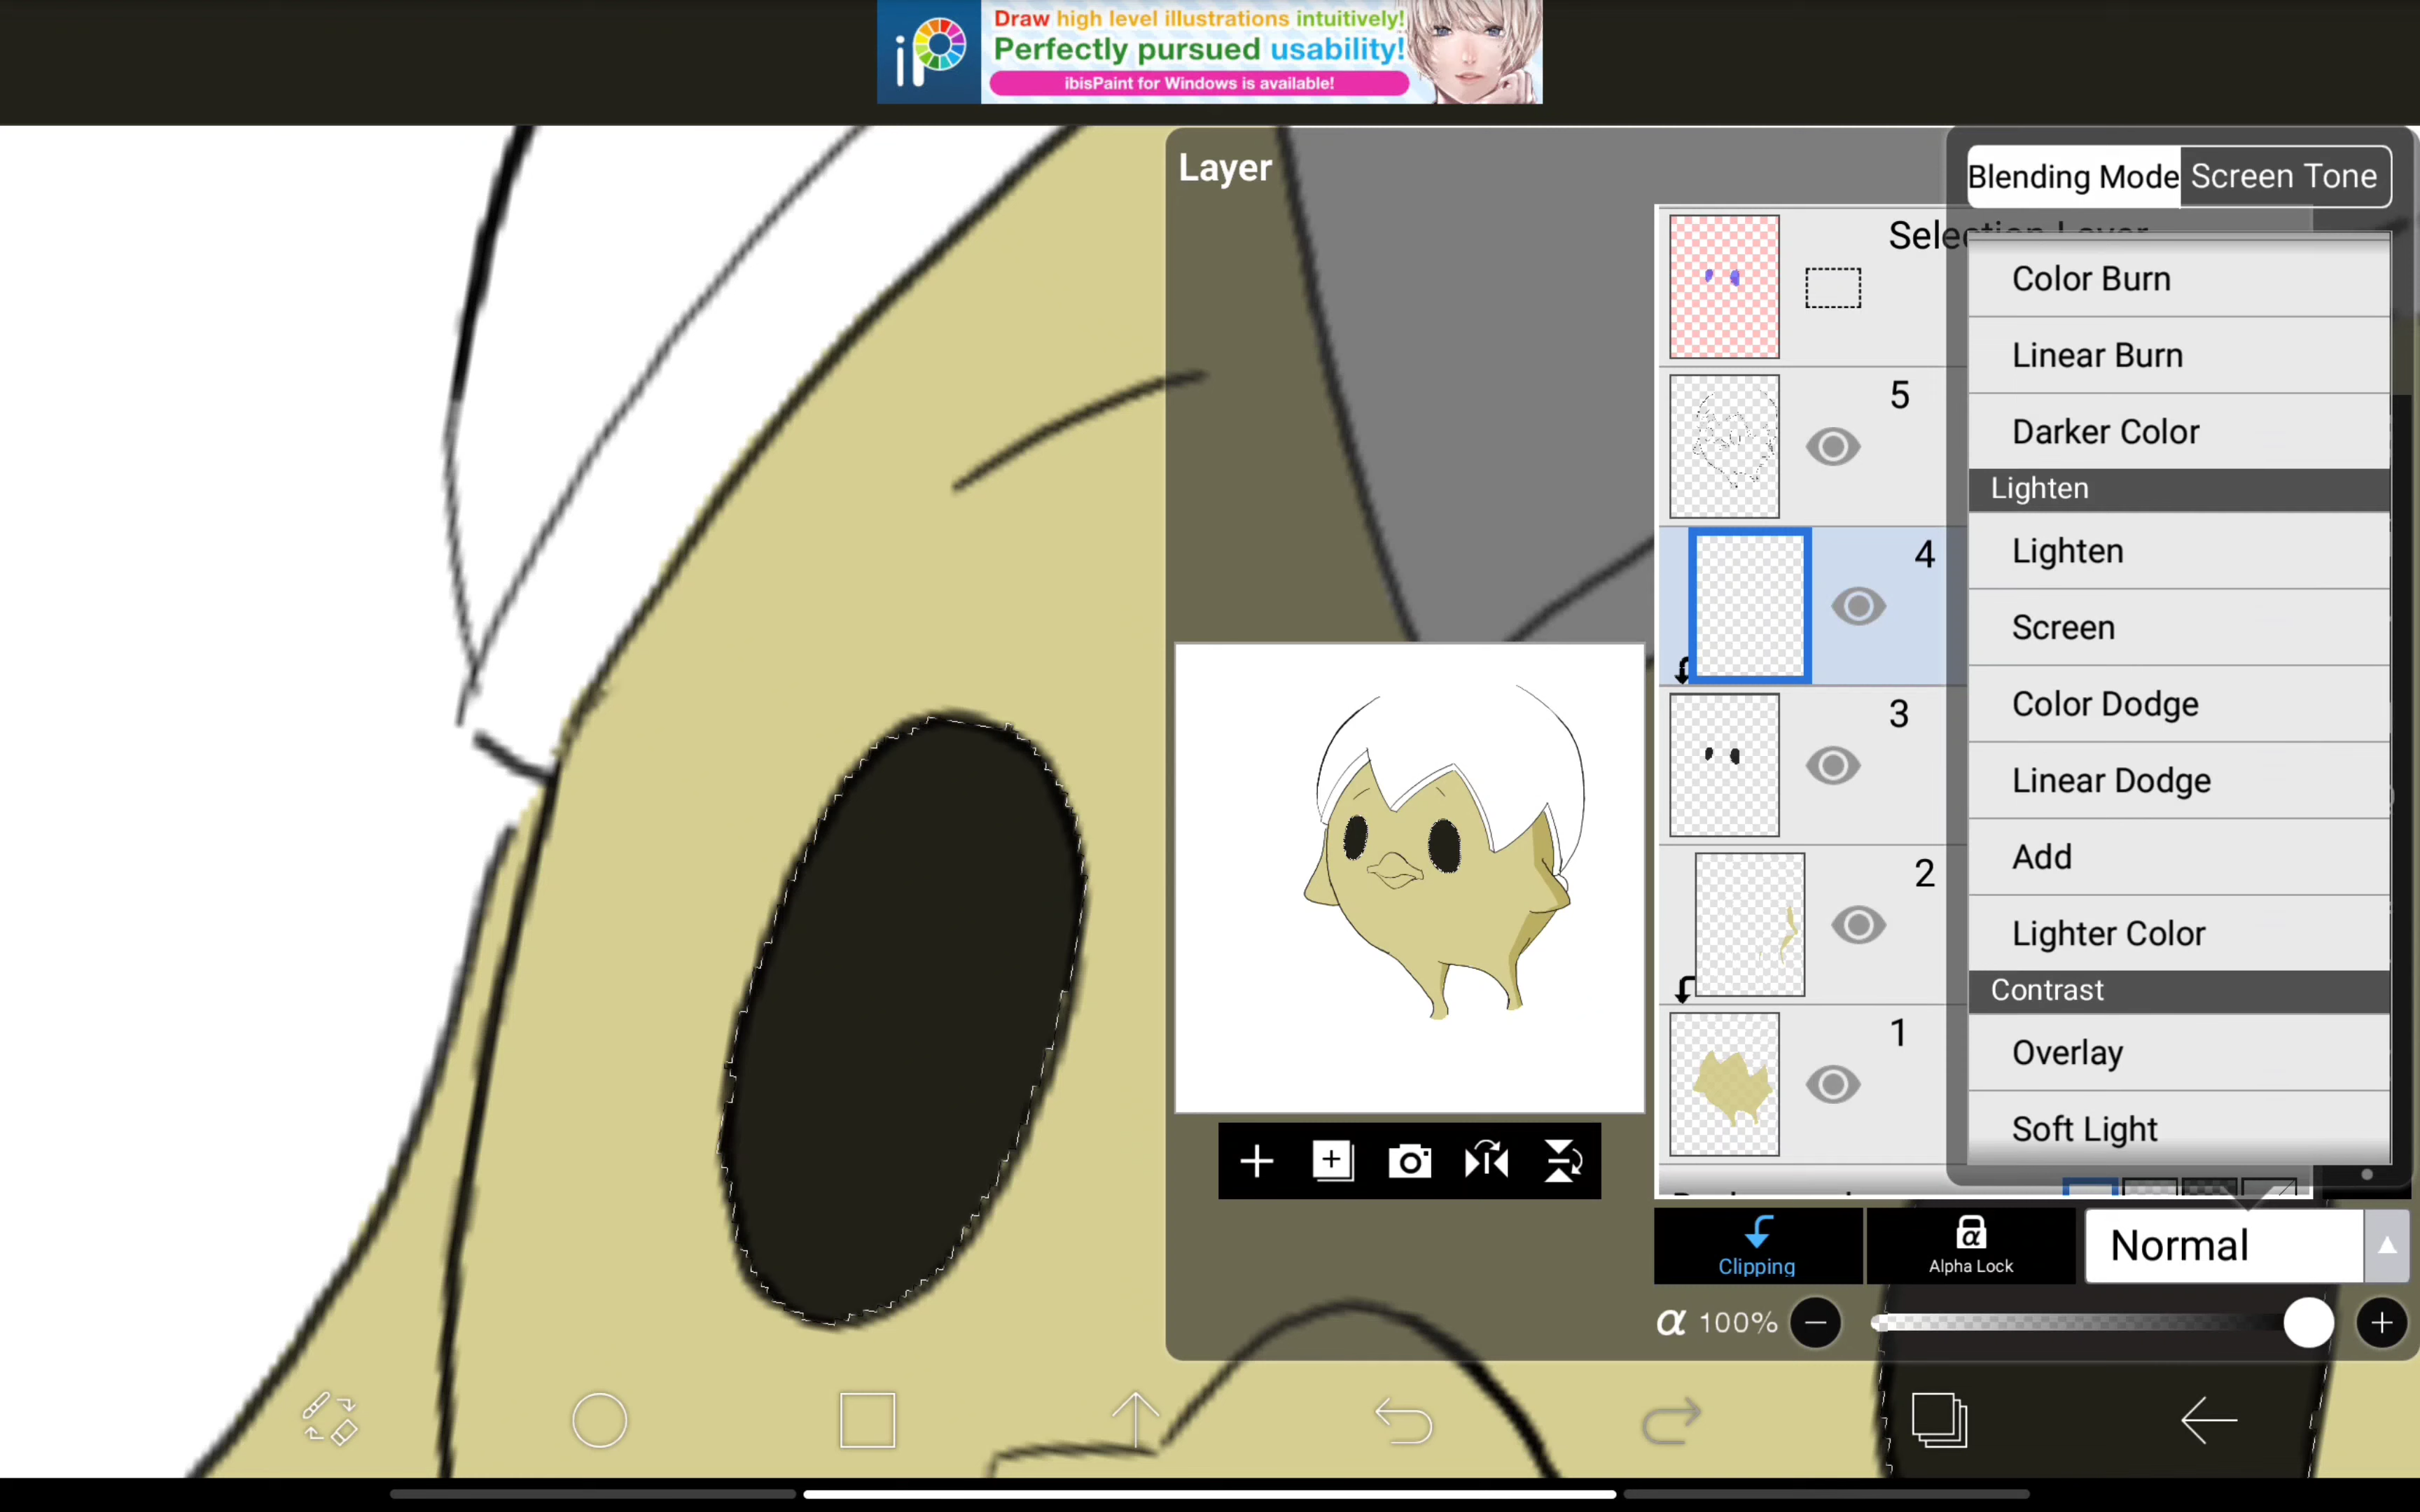 iP
Draw high level illustrations intuitively!
Perfectly pursued usability!
ibisPaint for Windows is available!
Layer
Blending Mode
Screen Tone
Selection Layer
Color Burn
Linear Burn
5
Darker Color
Lighten
4
Lighten
Screen
3
Color Dodge
Linear Dodge
2
Add
Lighter Color
Contrast
1
Overlay
Soft Light
Clipping
α
Alpha Lock
Normal
α 100%